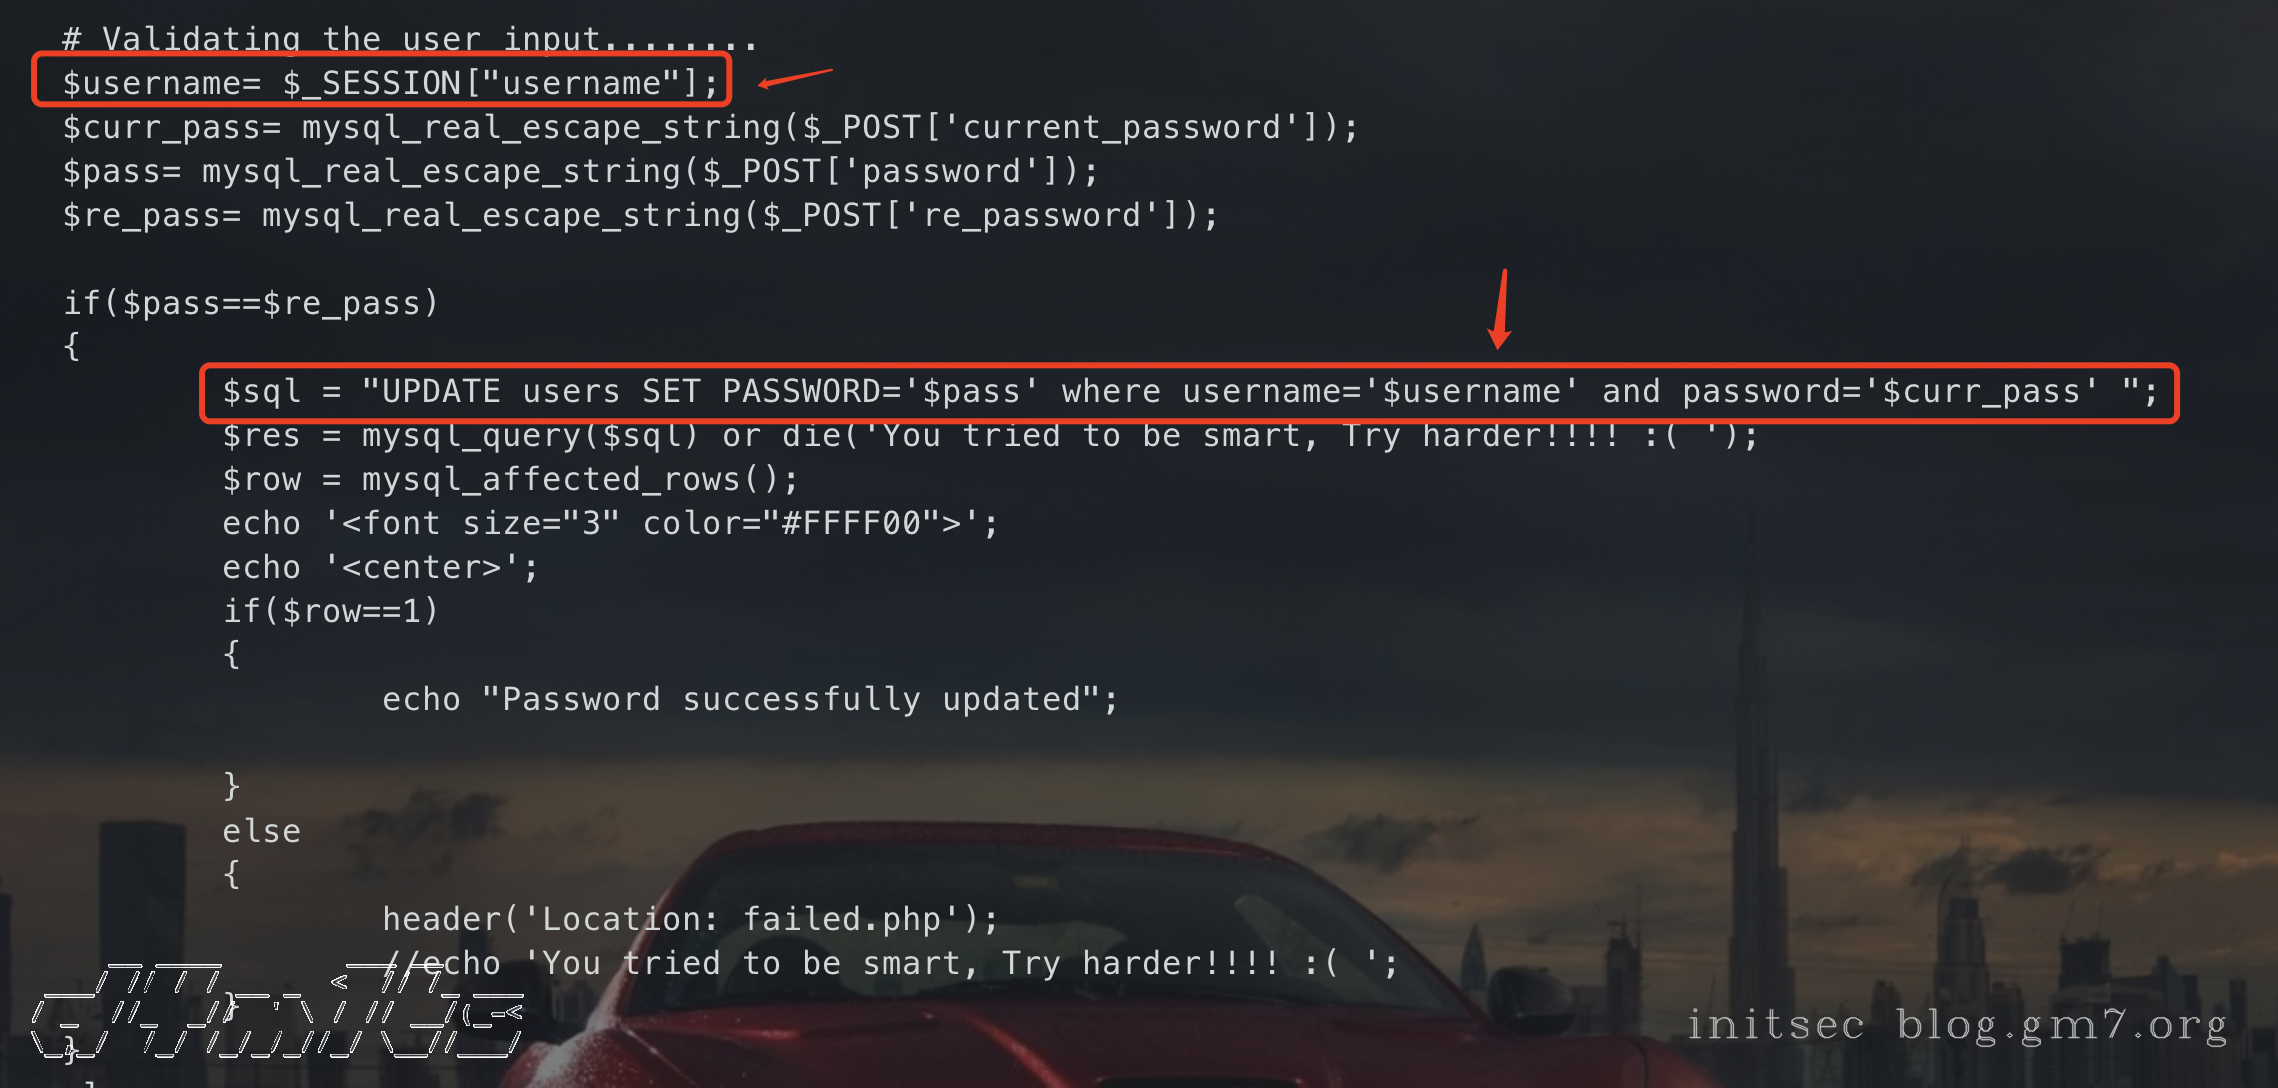 # Validating the user input........
$username= $_SESSION["username"];
$curr_pass= mysql_real_escape_string($_POST['current_password']);
$pass= mysql_real_escape_string($_POST['password']);
$re_pass= mysql_real_escape_string($_POST['re_password']);
if($pass==$re_pass)
{
$sql = "UPDATE users SET PASSWORD='$pass' where username='$username' and password='$curr_pass' ";
$res = mysql_query($sql) or die('You tried to be smart, Try harder!!!! :( ');
$row = mysql_affected_rows();
echo '<font size="3" color="#FFFF00">';
echo '<center>';
if($row==1)
{
echo "Password successfully updated";
}
else
{
header('Location: failed.php');
//echo 'You tried to be smart, Try harder!!!! :( ';
}
}
initsec blog.gm7.org